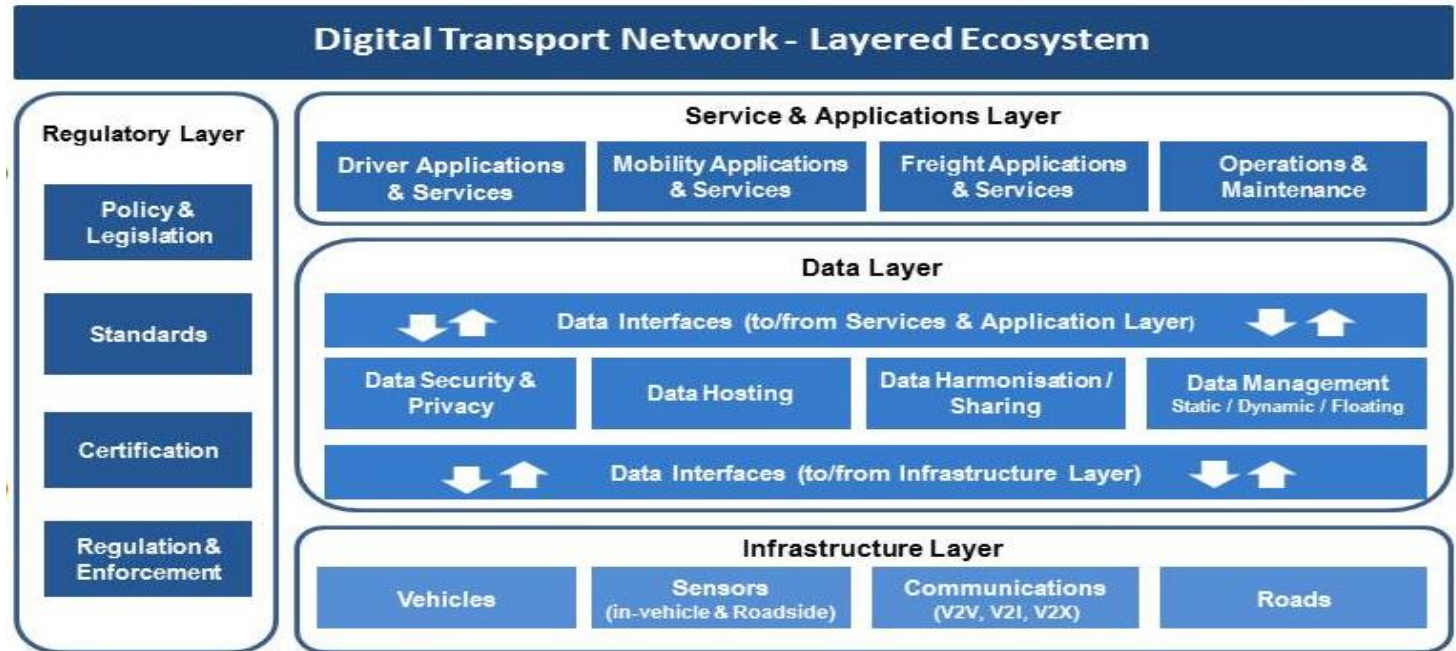 Digital Transport Network - Layered Ecosystem
Regulatory Layer
Policy &
Legislation
Standards
Certification
Regulation &
Enforcement
Service & Applications Layer
Driver Applications
& Services
Mobility Applications
& Services
Freight Applications
& Services
Operations &
Maintenance
Data Layer
Data Interfaces (to/from Services & Application Layer)
Data Security &
Privacy
Data Hosting
Data Harmonisation /
Sharing
Data Management
Static / Dynamic / Floating
Data Interfaces (to/from Infrastructure Layer)
Infrastructure Layer
Vehicles
Sensors
(in-vehicle & Roadside)
Communications
(V2V, V2I, V2X)
Roads